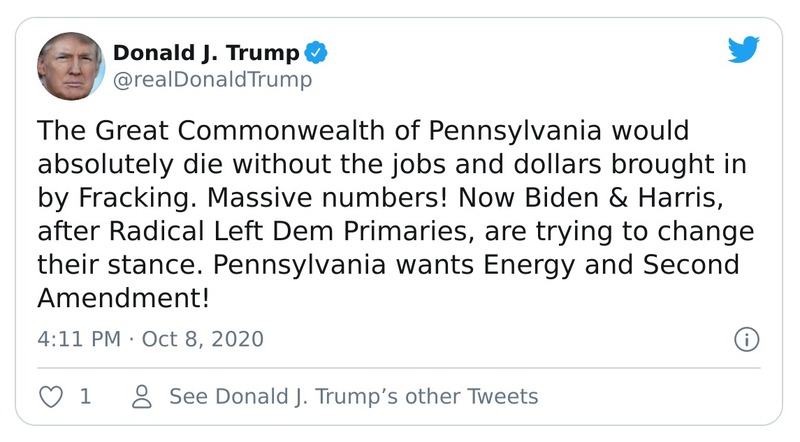 Donald J. Trump
@realDonaldTrump
The Great Commonwealth of Pennsylvania would
absolutely die without the jobs and dollars brought in
by Fracking. Massive numbers! Now Biden & Harris,
after Radical Left Dem Primaries, are trying to change
their stance. Pennsylvania wants Energy and Second
Amendment!
4:11 PM · Oct 8, 2020
1 See Donald J. Trump’s other Tweets